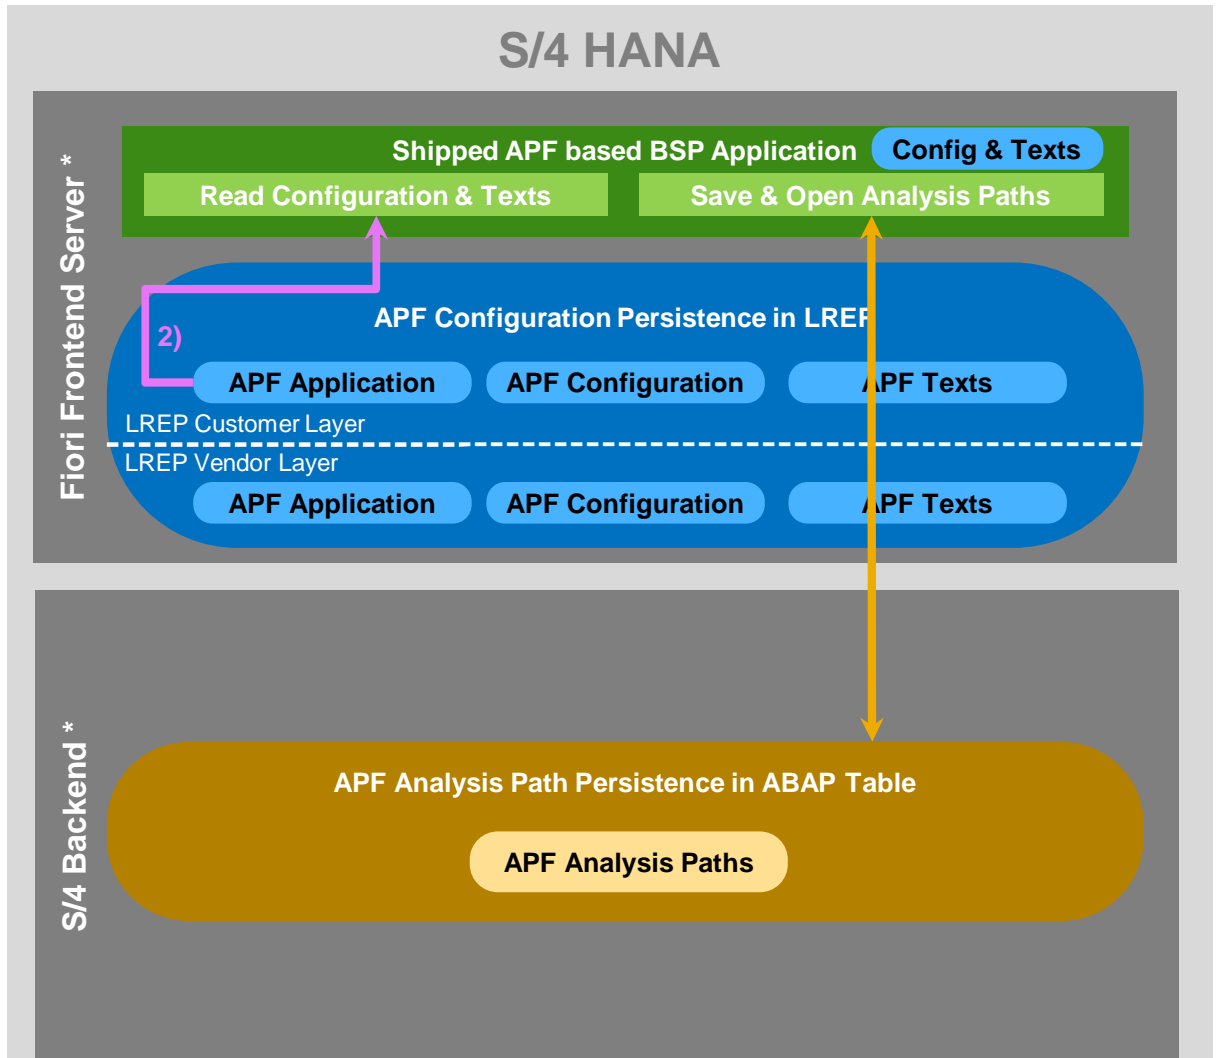 S/4 HANA
Fiori Frontend Server *
Shipped APF based BSP Application
Config & Texts
Read Configuration & Texts
Save & Open Analysis Paths
APF Configuration Persistence in LREP
2)
APF Application
APF Configuration
APF Texts
LREP Customer Layer
LREP Vendor Layer
APF Application
APF Configuration
APF Texts
S/4 Backend *
APF Analysis Path Persistence in ABAP Table
APF Analysis Paths